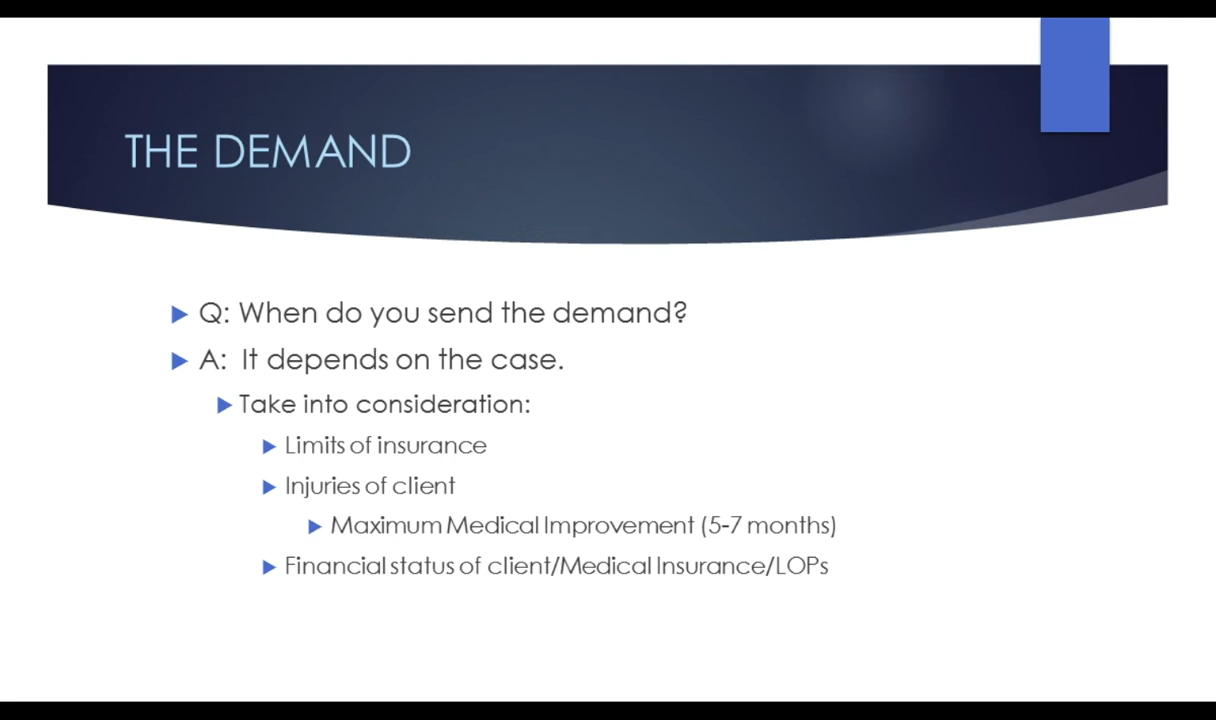 THE DEMAND
Q: When do you send the demand?
A: It depends on the case.
Take into consideration:
Limits of insurance
Injuries of client
Maximum Medical Improvement (5-7 months)
Financial status of client/Medical Insurance/LOPs